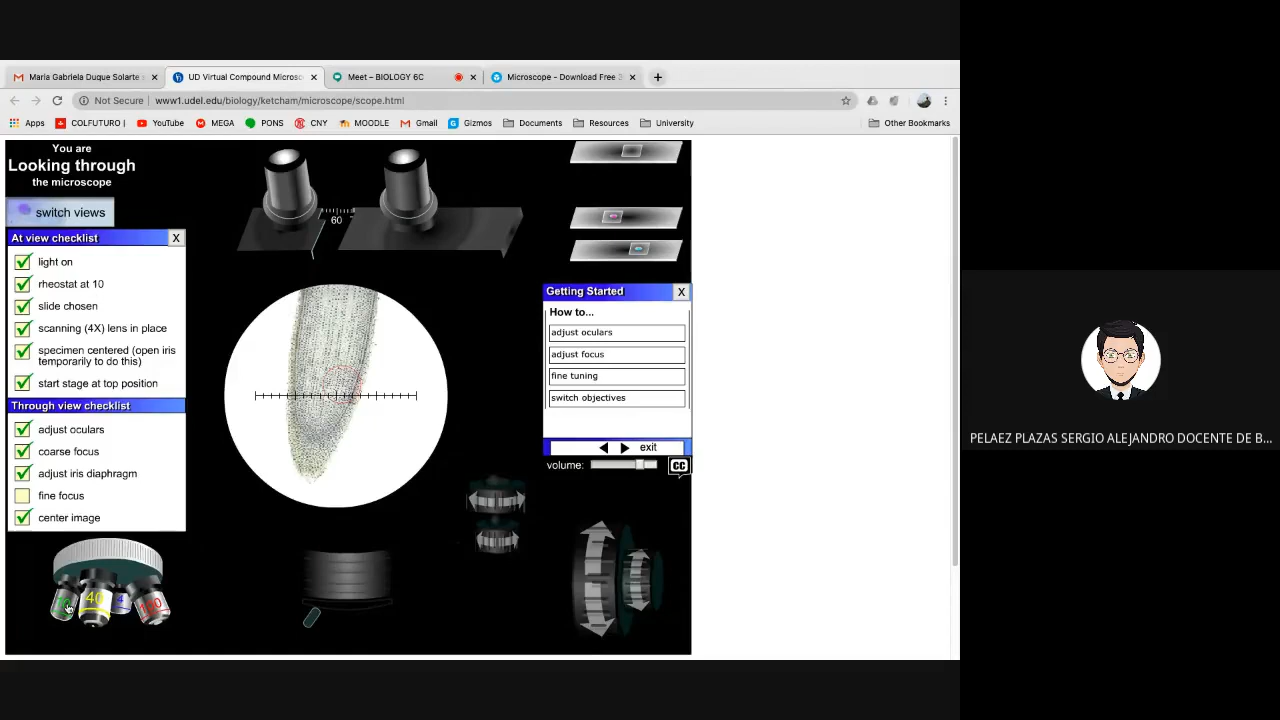 Maria Gabriela Duque Solarte
UD Virtual Compound Microsc
Meet – BIOLOGY 6C
Microscope - Download Free
Not Secure | www1.udel.edu/biology/ketcham/microscope/scope.html
Apps COLFUTURO | YouTube MEGA PONS CNY MOODLE Gmail Gizmos Documents Resources University Other Bookmarks
You are
Looking through
the microscope
switch views
At view checklist X
light on
rheostat at 10
slide chosen
scanning (4X) lens in place
specimen centered (open iris
temporarily to do this)
start stage at top position
Through view checklist
adjust oculars
coarse focus
adjust iris diaphragm
fine focus
center image
40 4 100
60
Getting Started X
How to...
adjust oculars
adjust focus
fine tuning
switch objectives
exit
volume: CC
PELAEZ PLAZAS SERGIO ALEJANDRO DOCENTE DE B...